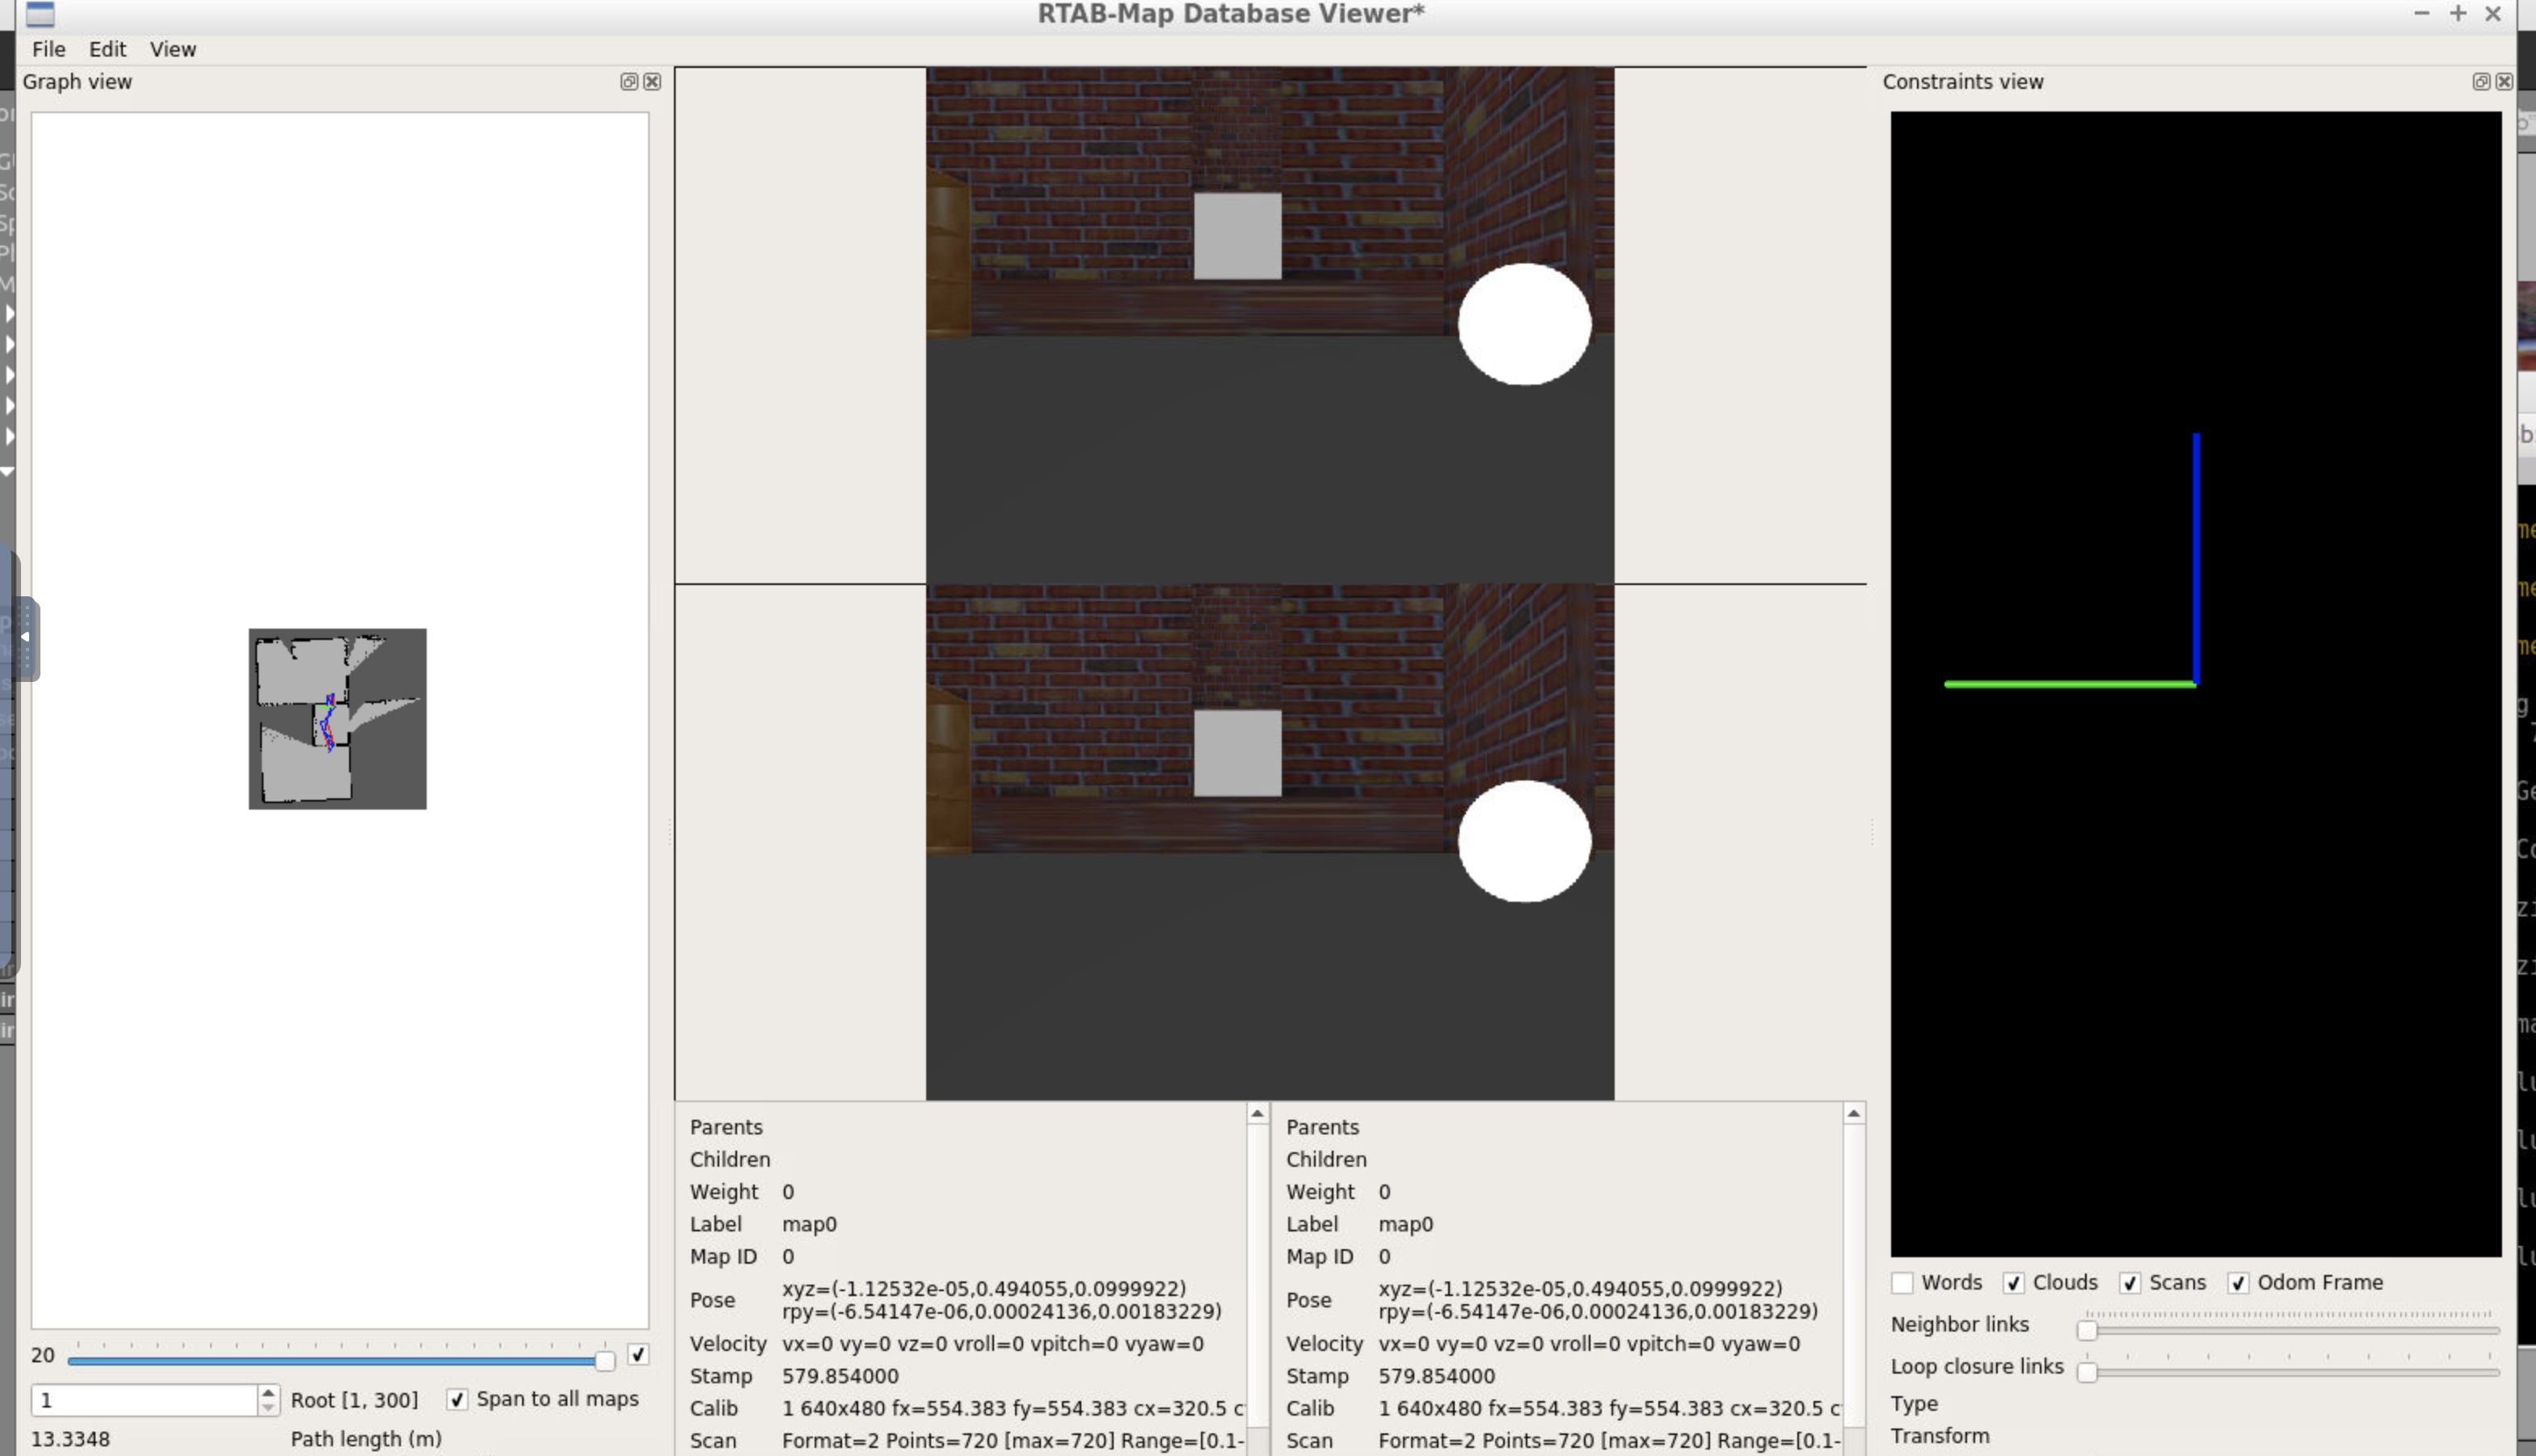 RTAB-Map Database Viewer*
File Edit View
Graph view
20
1 Root [1, 300] Span to all maps
13.3348 Path length (m)
Parents
Children
Weight 0
Label map0
Map ID 0
Pose xyz=(-1.12532e-05,0.494055,0.0999922)
rpy=(-6.54147e-06,0.00024136,0.00183229)
Velocity vx=0 vy=0 vz=0 vroll=0 vpitch=0 vyaw=0
Stamp 579.854000
Calib 1 640x480 fx=554.383 fy=554.383 cx=320.5 c
Scan Format=2 Points=720 [max=720] Range=[0.1-
Parents
Children
Weight 0
Label map0
Map ID 0
Pose xyz=(-1.12532e-05,0.494055,0.0999922)
rpy=(-6.54147e-06,0.00024136,0.00183229)
Velocity vx=0 vy=0 vz=0 vroll=0 vpitch=0 vyaw=0
Stamp 579.854000
Calib 1 640x480 fx=554.383 fy=554.383 cx=320.5 c
Scan Format=2 Points=720 [max=720] Range=[0.1-
Constraints view
Words Clouds Scans Odom Frame
Neighbor links
Loop closure links
Type
Transform